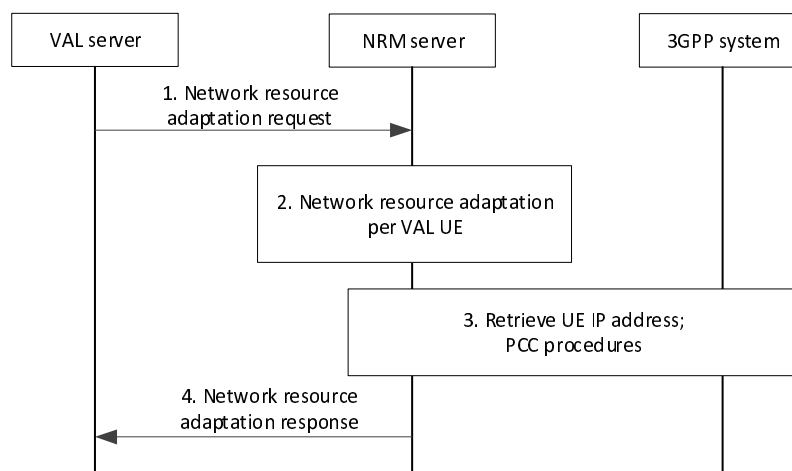 VAL server
NRM server
3GPP system
1. Network resource
adaptation request
2. Network resource adaptation
per VAL UE
3. Retrieve UE IP address;
PCC procedures
4. Network resource
adaptation response